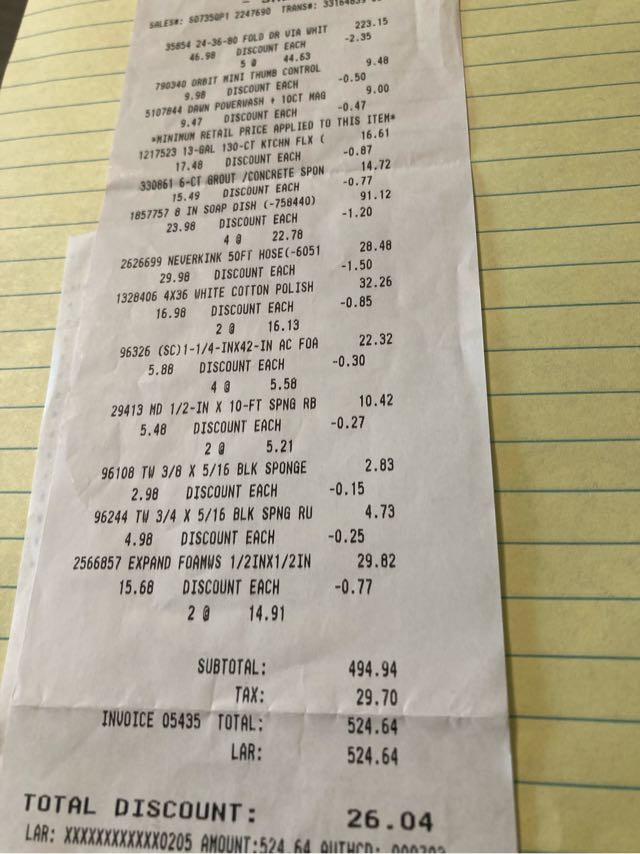 SALES#: S0735QP1 2247690 TRANS#:
35854 24-36-80 FOLD DR VIA WHIT 223.15
46.98 DISCOUNT EACH -2.35
5 @ 44.63
790340 ORBIT MINI THUMB CONTROL 9.48
9.98 DISCOUNT EACH -0.50
5107844 DAWN POWERWASH + 10CT MAG 9.00
9.47 DISCOUNT EACH -0.47
*MINIMUM RETAIL PRICE APPLIED TO THIS ITEM*
1217523 13-GAL 130-CT KTCHN FLX ( 16.61
17.48 DISCOUNT EACH -0.87
330861 6-CT GROUT /CONCRETE SPON 14.72
15.49 DISCOUNT EACH -0.77
1857757 8 IN SOAP DISH (-758440) 91.12
23.98 DISCOUNT EACH -1.20
4 @ 22.78
2626699 NEVERKINK 50FT HOSE(-6051 28.48
29.98 DISCOUNT EACH -1.50
1328406 4X36 WHITE COTTON POLISH 32.26
16.98 DISCOUNT EACH -0.85
2 @ 16.13
96326 (SC)1-1/4-INX42-IN AC FOA 22.32
5.88 DISCOUNT EACH -0.30
4 @ 5.58
29413 MD 1/2-IN X 10-FT SPNG RB 10.42
5.48 DISCOUNT EACH -0.27
2 @ 5.21
96108 TW 3/8 X 5/16 BLK SPONGE 2.83
2.98 DISCOUNT EACH -0.15
96244 TW 3/4 X 5/16 BLK SPNG RU 4.73
4.98 DISCOUNT EACH -0.25
2566857 EXPAND FOAMWS 1/2INX1/2IN 29.82
15.68 DISCOUNT EACH -0.77
2 @ 14.91
SUBTOTAL: 494.94
TAX: 29.70
INVOICE 05435 TOTAL: 524.64
LAR: 524.64
TOTAL DISCOUNT: 26.04
LAR: XXXXXXXXXXXX0205 AMOUNT:524.64 AUTHCD: